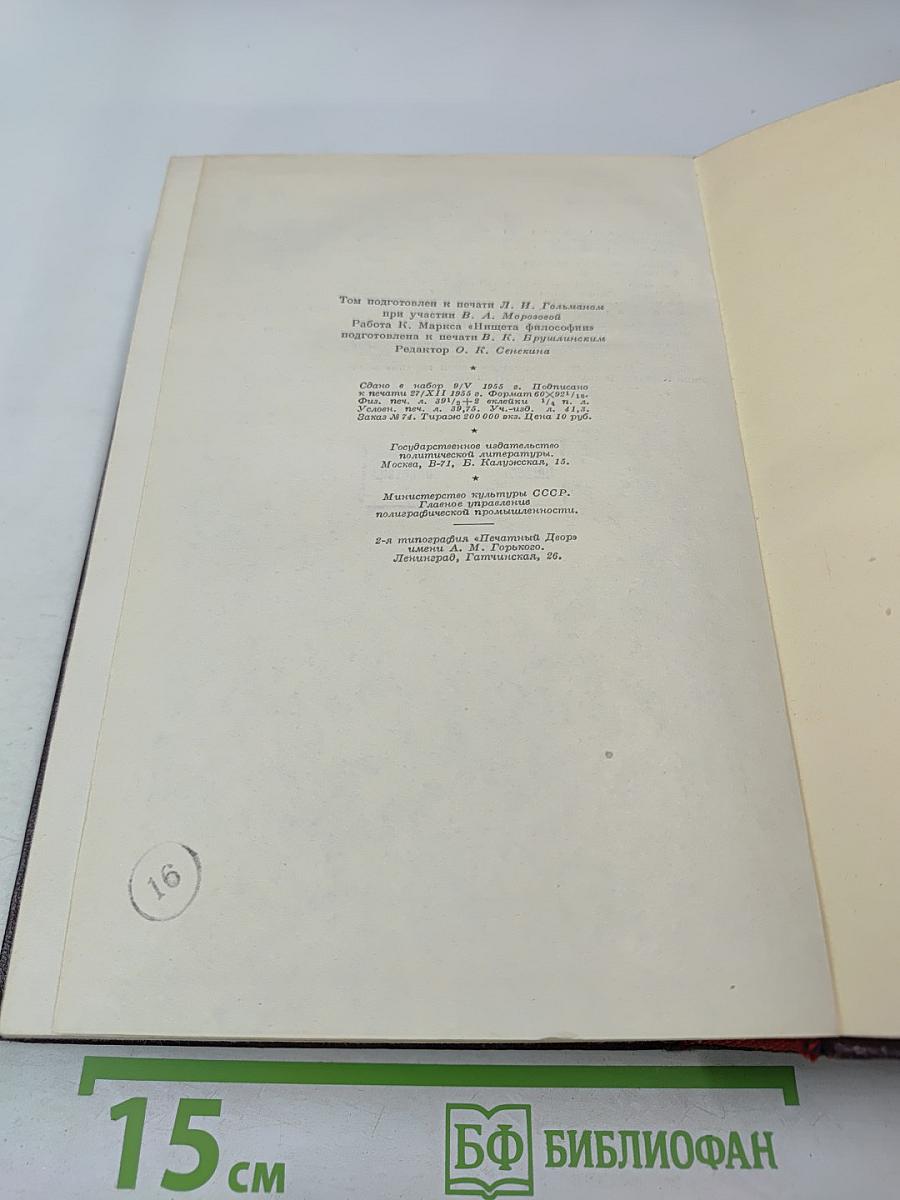 Том подготовлен к печати Л. И. Гольманом
при участии В. А. Морозовой
Работа К. Маркса «Нищета философии»
подготовлена к печати В. К. Брушлинским
Редактор О. К. Сенекина
★
Сдано в набор 9/V 1955 г. Подписано
к печати 27/XII 1955 г. Формат 60×92¹/₁₆.
Физ. печ. л. 39¹/₂+2 вклейки ¹/₄ п. л.
Условн. печ. л. 39,75. Уч.-изд. л. 41,3.
Заказ № 74. Тираж 200 000 экз. Цена 10 руб.
★
Государственное издательство
политической литературы.
Москва, В-71, Б. Калужская, 15.
★
Министерство культуры СССР.
Главное управление
полиграфической промышленности.
2-я типография «Печатный Двор»
имени А. М. Горького.
Ленинград, Гатчинская, 26.
16
15 см
БФ БИБЛИОФАН